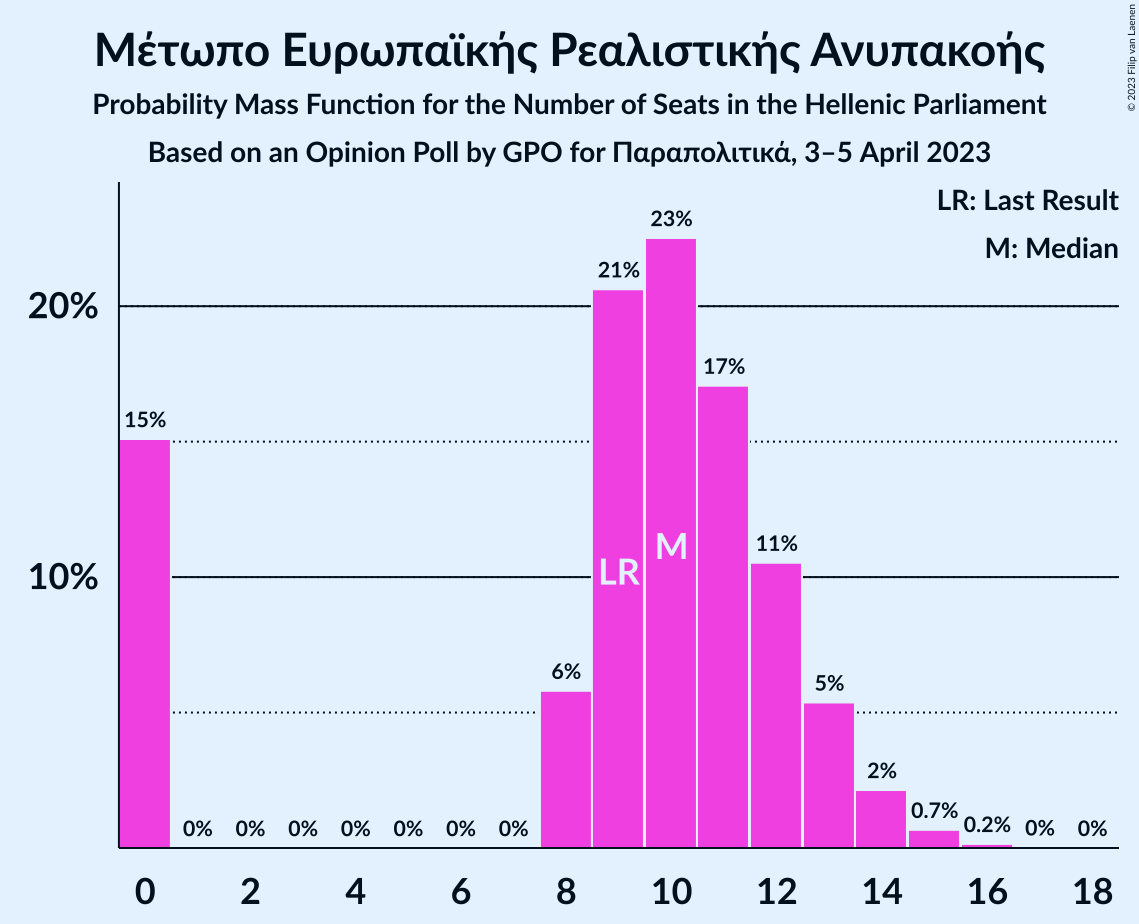 Μέτωπο Ευρωπαϊκής Ρεαλιστικής Ανυπακοής
Probability Mass Function for the Number of Seats in the Hellenic Parliament
Based on an Opinion Poll by GPO for Παραπολιτικά, 3–5 April 2023
© 2023 Filip van Laenen
LR: Last Result
M: Median
20%
10%
15%
0%
0%
0%
0%
0%
0%
0%
6%
21%
23%
17%
11%
5%
2%
0.7%
0.2%
0%
0%
LR
M
0 2 4 6 8 10 12 14 16 18